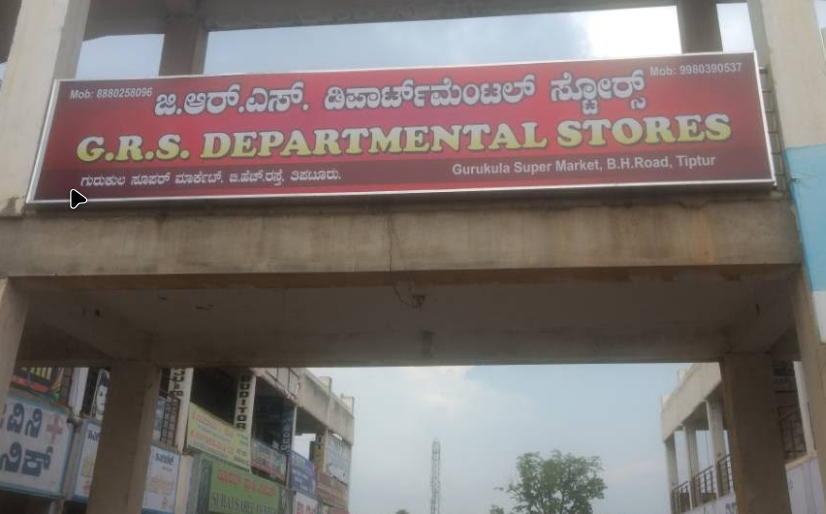 Mob: 8880258096
ಜಿ.ಆರ್.ಎಸ್. ಡಿಪಾರ್ಟ್‌ಮೆಂಟಲ್ ಸ್ಟೋರ್ಸ್
Mob: 9980390537
G.R.S. DEPARTMENTAL STORES
ಗುರುಕುಲ ಸೂಪರ್ ಮಾರ್ಕೆಟ್. ಬಿ.ಹೆಚ್.ರಸ್ತೆ, ತಿಪಟೂರು.
Gurukula Super Market, B.H.Road, Tiptur